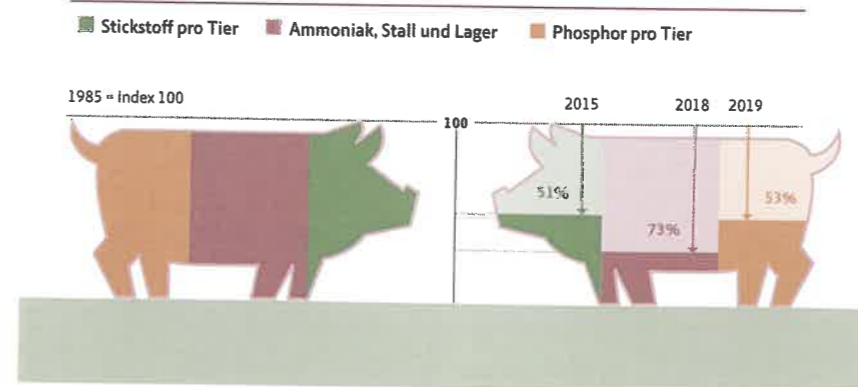 Stickstoff pro Tier Ammoniak, Stall und Lager Phosphor pro Tier
1985 = Index 100
100
2015 2018 2019
51%
73%
53%